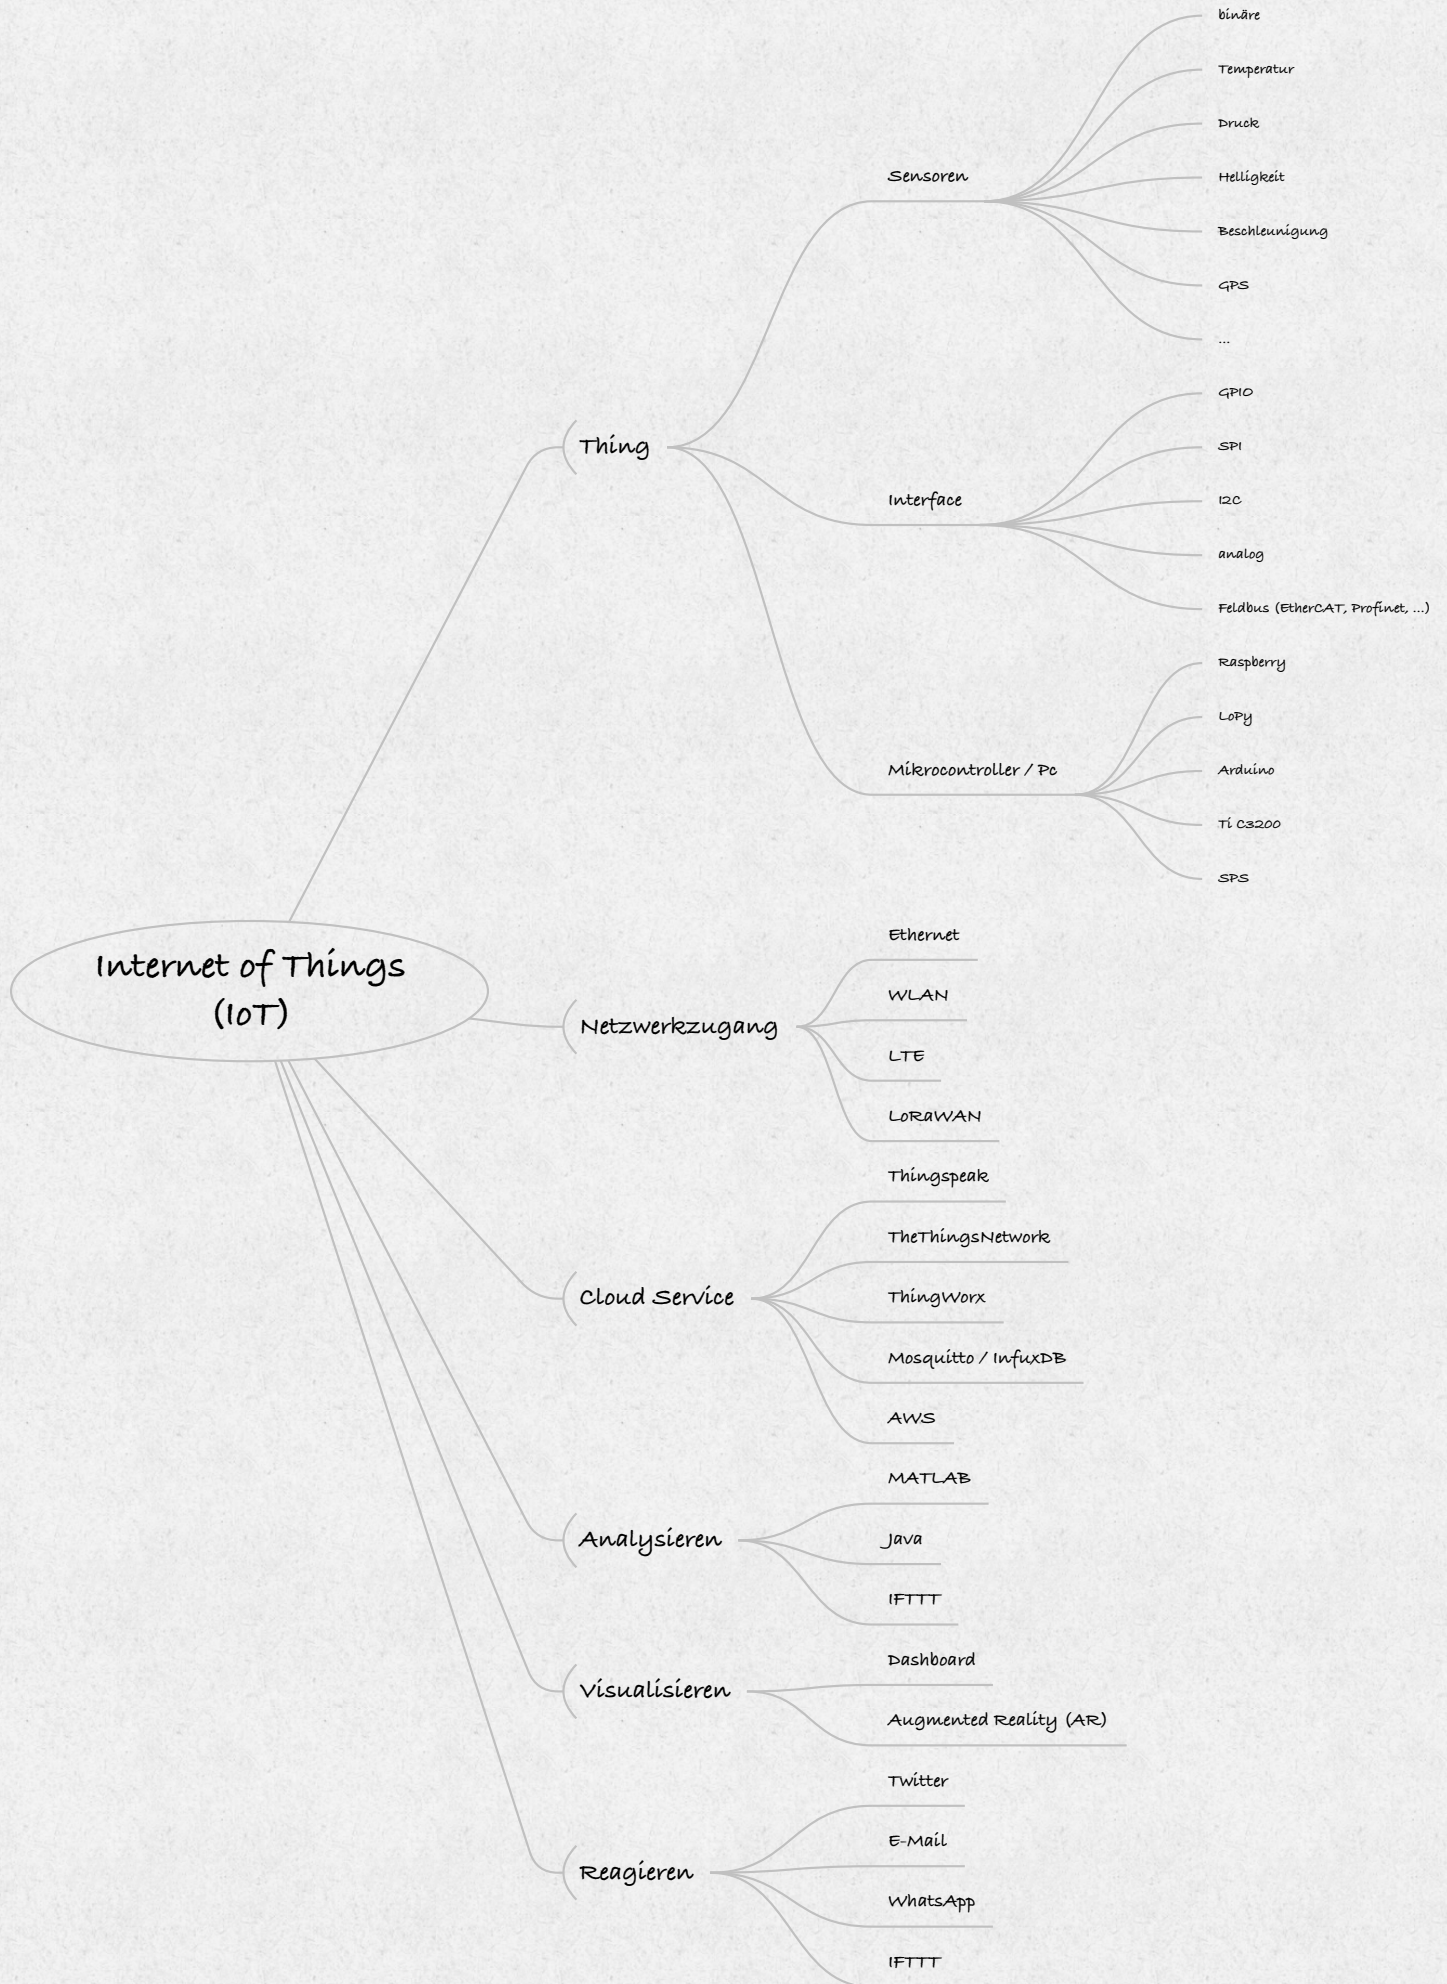 binäre
Temperatur
Druck
Sensoren
Helligkeit
Beschleunigung
GPS
...
GPIO
Thing
SPI
Interface
I2C
analog
Feldbus (EtherCAT, Profinet, ...)
Raspberry
LoPy
Mikrocontroller / Pc
Arduino
Ti C3200
SPS
Ethernet
Internet of Things
(IoT)
WLAN
Netzwerkzugang
LTE
LoRaWAN
Thingspeak
TheThingsNetwork
Cloud Service
ThingWorx
Mosquitto / InfuxDB
AWS
MATLAB
Analysieren
Java
IFTTT
Dashboard
Visualisieren
Augmented Reality (AR)
Twitter
E-Mail
Reagieren
WhatsApp
IFTTT